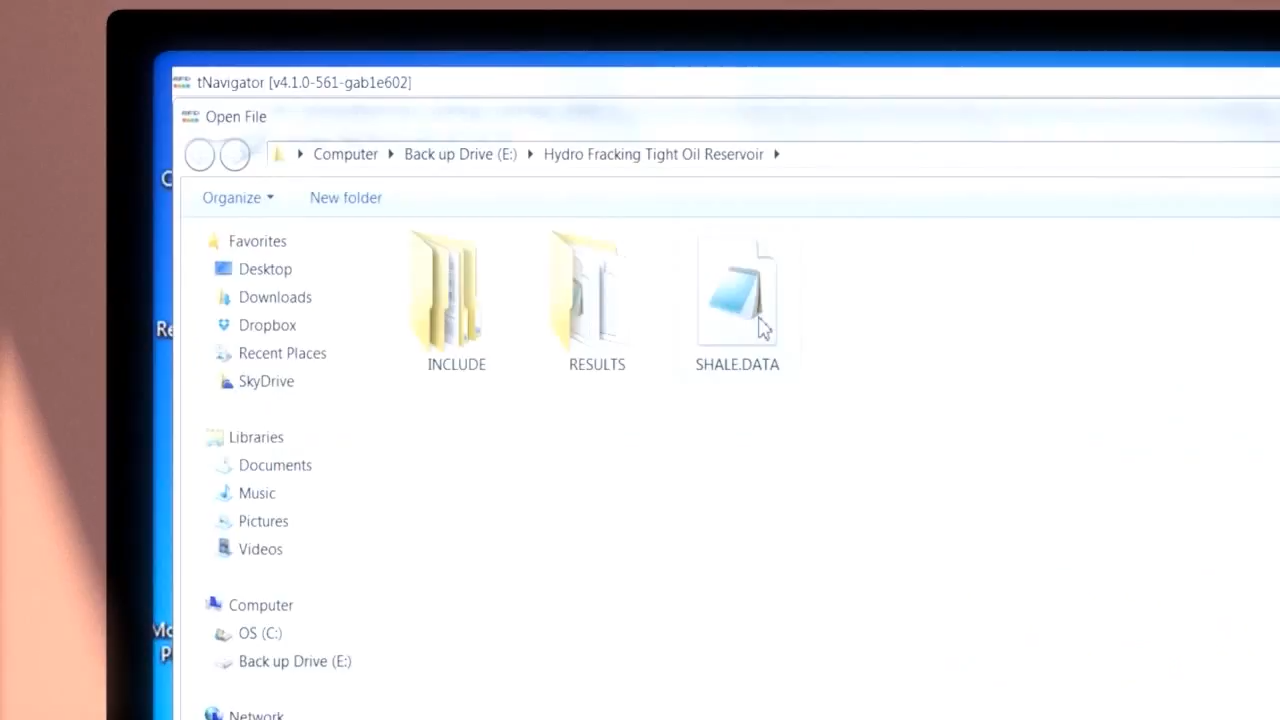 tNavigator [v4.1.0-561-gab1e602]
Open File
Computer Back up Drive (E:) Hydro Fracking Tight Oil Reservoir
Organize New folder
Favorites
Desktop
Downloads
Dropbox
Recent Places
SkyDrive
INCLUDE RESULTS SHALE.DATA
Libraries
Documents
Music
Pictures
Videos
Computer
OS (C:)
Back up Drive (E:)
Network